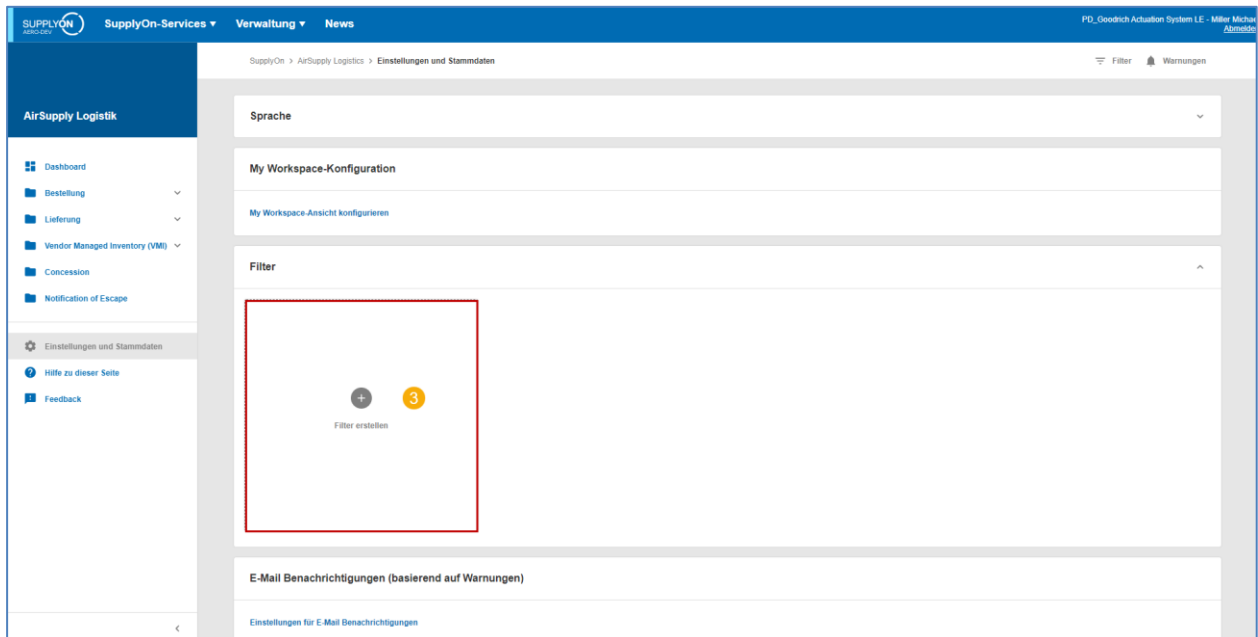 SUPPLYON
AERO-DEV
SupplyOn-Services
Verwaltung
News
PD_Goodrich Actuation System LE - Miller
Abmelden
SupplyOn > AirSupply Logistics > Einstellungen und Stammdaten
Filter
Warnungen
AirSupply Logistik
Dashboard
Bestellung
Lieferung
Vendor Managed Inventory (VMI)
Concession
Notification of Escape
Einstellungen und Stammdaten
Hilfe zu dieser Seite
Feedback
Sprache
My Workspace-Konfiguration
My Workspace-Ansicht konfigurieren
Filter
3
Filter erstellen
E-Mail Benachrichtigungen (basierend auf Warnungen)
Einstellungen für E-Mail Benachrichtigungen